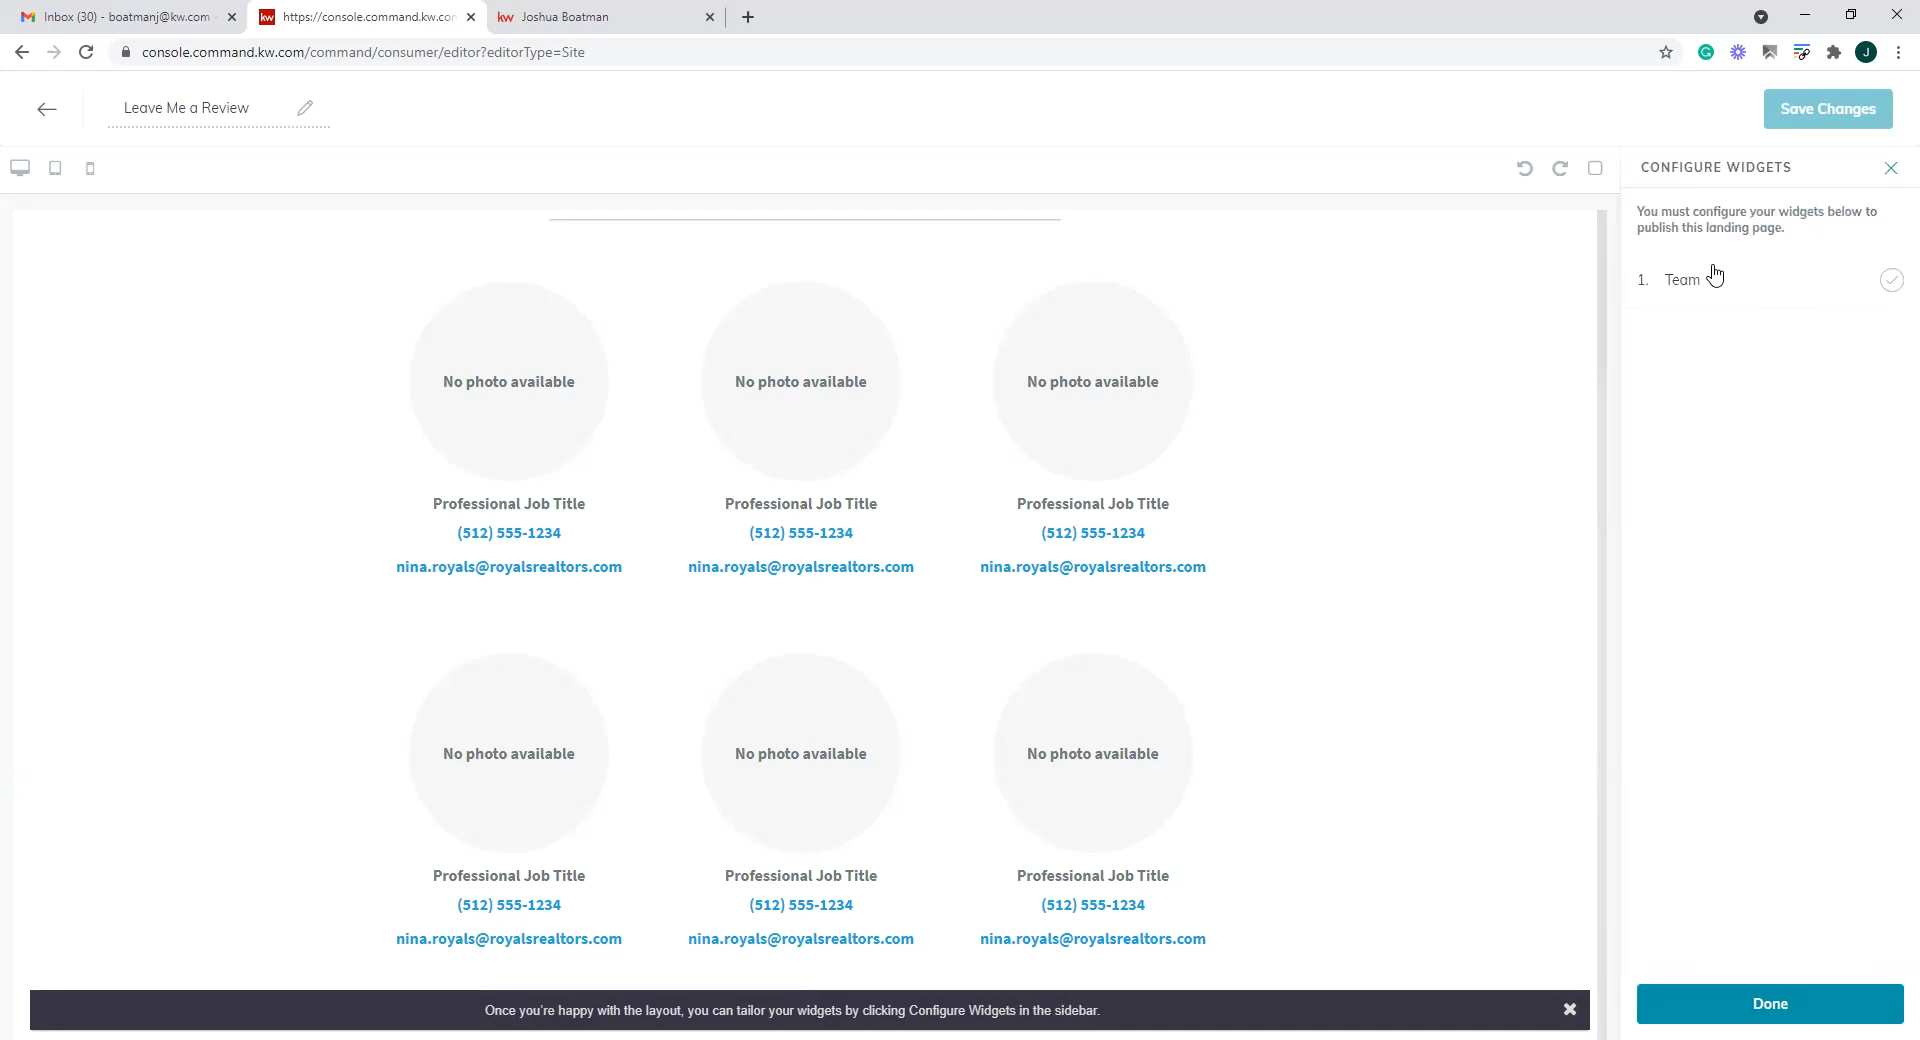 Inbox (30) - boatmanj@kw.com -
https://console.command.kw.con
Joshua Boatman
console.command.kw.com/command/consumer/editor?editorType=Site
Leave Me a Review
Save Changes
CONFIGURE WIDGETS
You must configure your widgets below to
publish this landing page.
1. Team
No photo available No photo available No photo available
Professional Job Title Professional Job Title Professional Job Title
(512) 555-1234 (512) 555-1234 (512) 555-1234
nina.royals@royalsrealtors.com nina.royals@royalsrealtors.com nina.royals@royalsrealtors.com
No photo available No photo available No photo available
Professional Job Title Professional Job Title Professional Job Title
(512) 555-1234 (512) 555-1234 (512) 555-1234
nina.royals@royalsrealtors.com nina.royals@royalsrealtors.com nina.royals@royalsrealtors.com
Once you're happy with the layout, you can tailor your widgets by clicking Configure Widgets in the sidebar.
Done